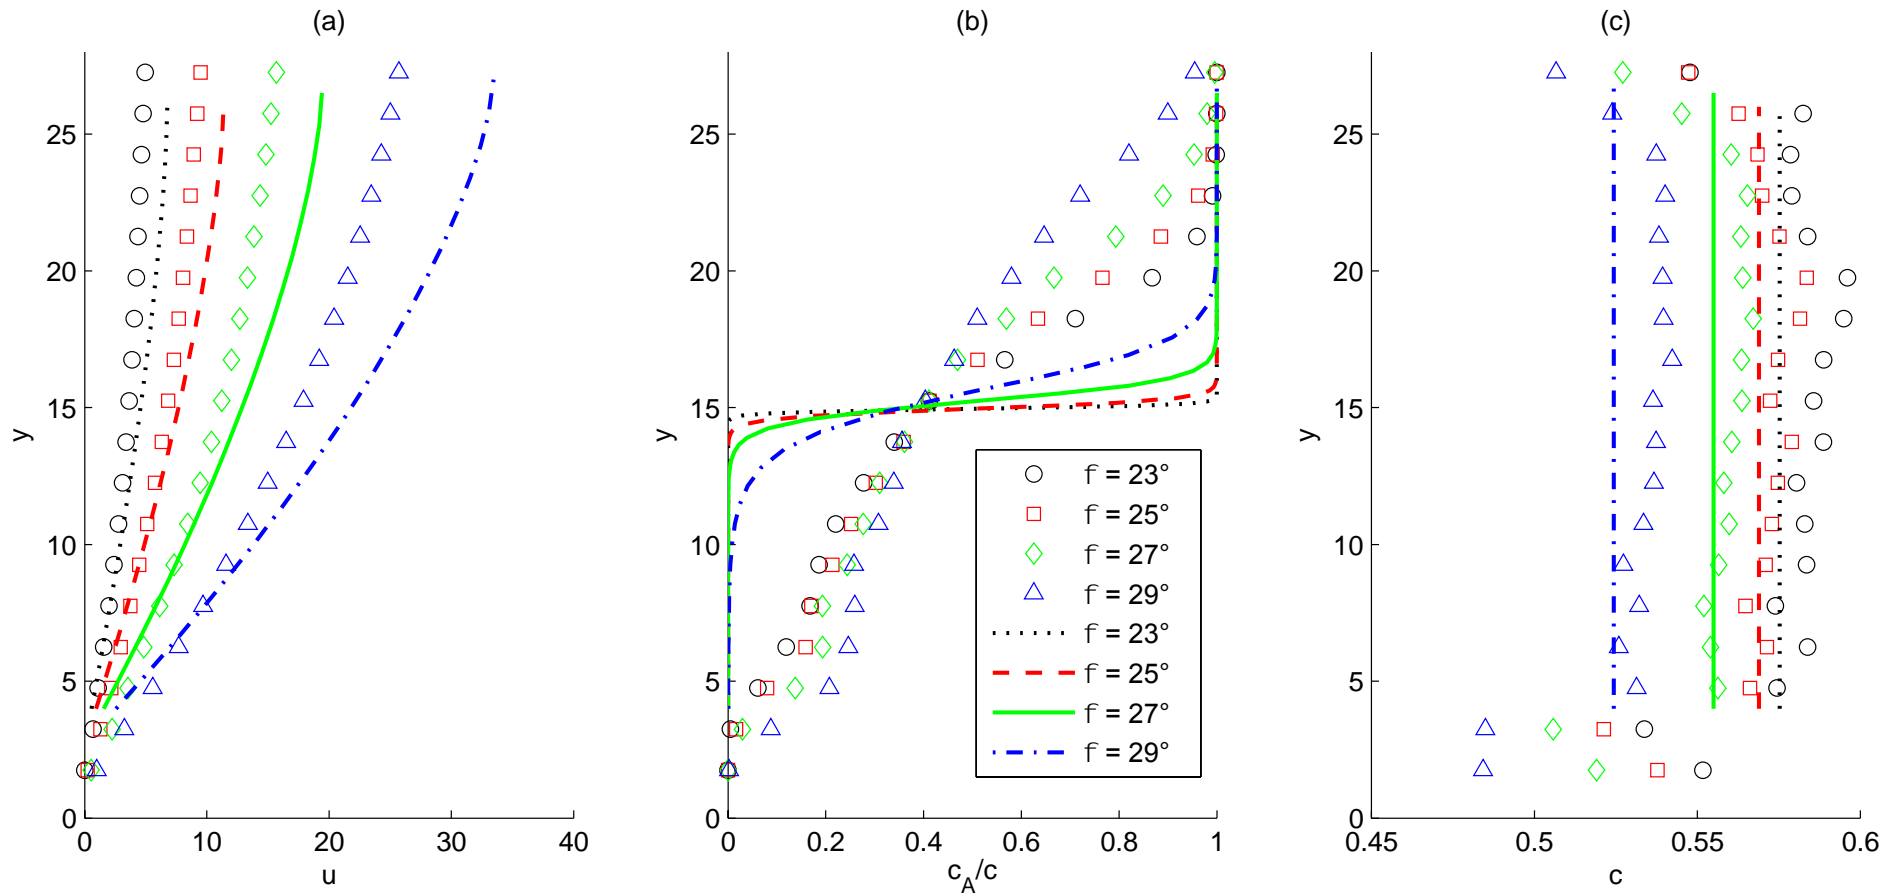 (a)
(b)
(c)
y
25
20
15
10
5
0
0 10 20 30 40
u
y
25
20
15
10
5
0
0 0.2 0.4 0.6 0.8 1
c_A/c
f = 23°
f = 25°
f = 27°
f = 29°
f = 23°
f = 25°
f = 27°
f = 29°
y
25
20
15
10
5
0
0.45 0.5 0.55 0.6
c